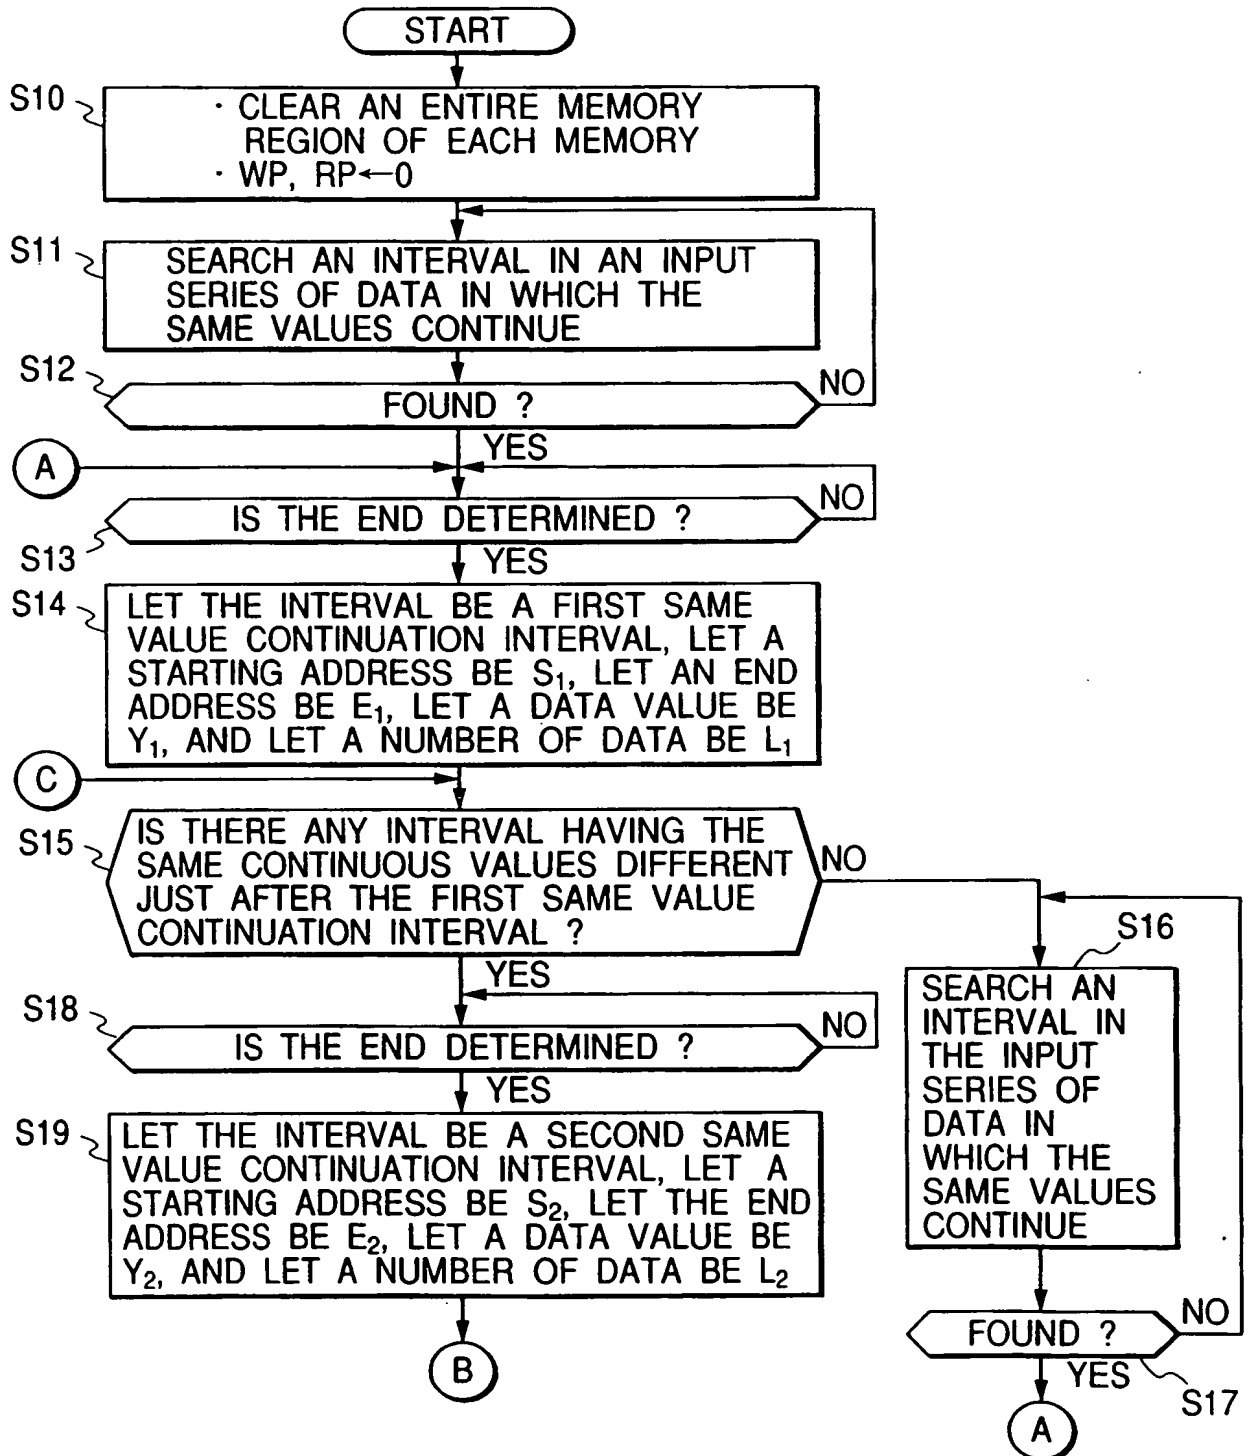 START
S10
· CLEAR AN ENTIRE MEMORY
REGION OF EACH MEMORY
· WP, RP←0
S11
SEARCH AN INTERVAL IN AN INPUT
SERIES OF DATA IN WHICH THE
SAME VALUES CONTINUE
S12
FOUND ?
NO
YES
A
IS THE END DETERMINED ?
NO
S13
YES
S14
LET THE INTERVAL BE A FIRST SAME
VALUE CONTINUATION INTERVAL, LET A
STARTING ADDRESS BE S₁, LET AN END
ADDRESS BE E₁, LET A DATA VALUE BE
Y₁, AND LET A NUMBER OF DATA BE L₁
C
S15
IS THERE ANY INTERVAL HAVING THE
SAME CONTINUOUS VALUES DIFFERENT
JUST AFTER THE FIRST SAME VALUE
CONTINUATION INTERVAL ?
NO
YES
S16
SEARCH AN
INTERVAL IN
THE INPUT
SERIES OF
DATA IN
WHICH THE
SAME VALUES
CONTINUE
S18
IS THE END DETERMINED ?
NO
YES
S19
LET THE INTERVAL BE A SECOND SAME
VALUE CONTINUATION INTERVAL, LET A
STARTING ADDRESS BE S₂, LET THE END
ADDRESS BE E₂, LET A DATA VALUE BE
Y₂, AND LET A NUMBER OF DATA BE L₂
B
FOUND ?
NO
YES
S17
A